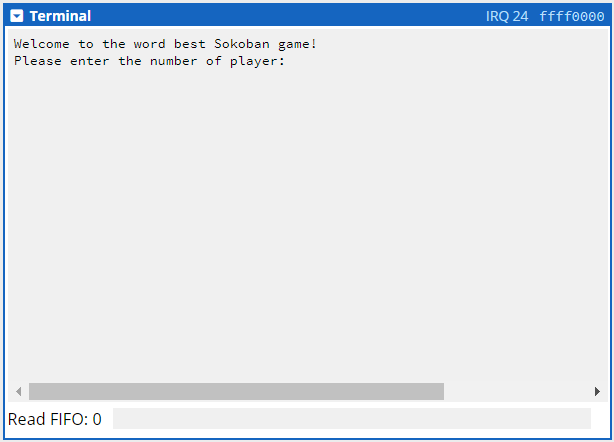 Terminal IRQ 24 ffff0000
Welcome to the word best Sokoban game!
Please enter the number of player:
Read FIFO: 0